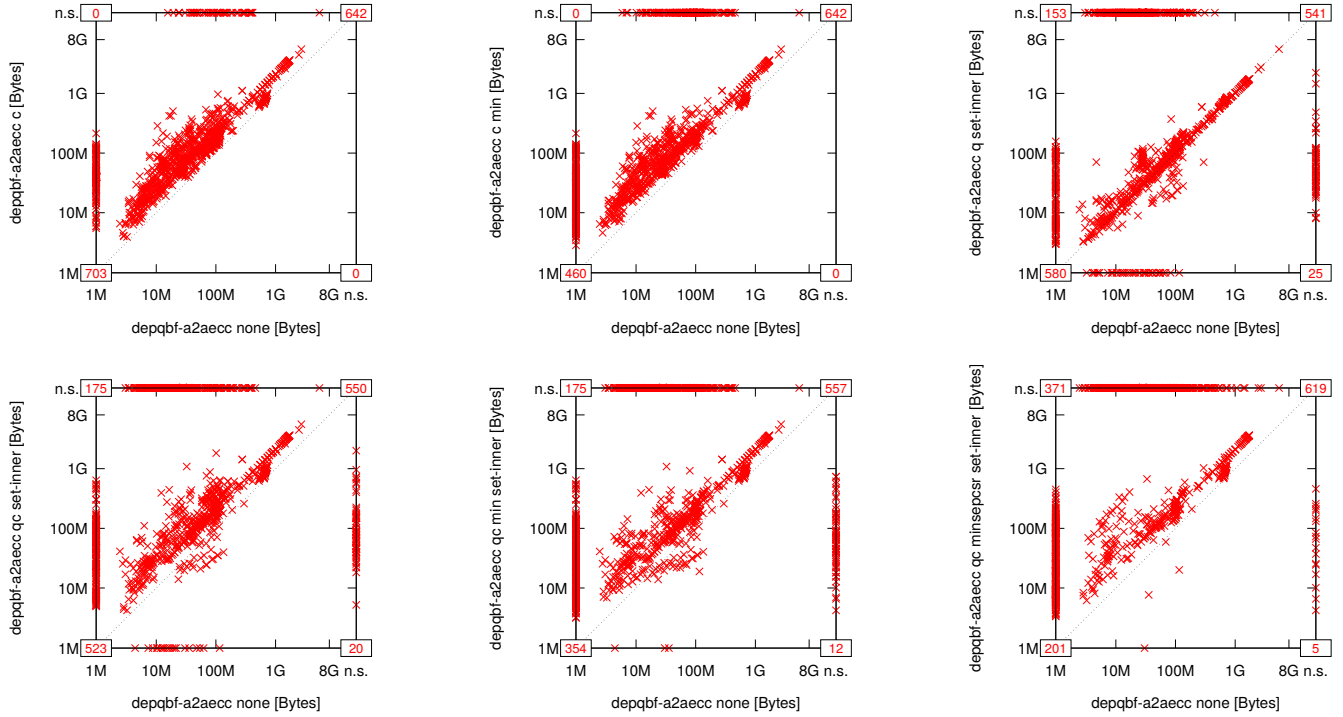 n.s. 0 642
8G
1G
100M
10M
1M 703 0
1M 10M 100M 1G 8G n.s.
depqbf-a2aecc c [Bytes]
depqbf-a2aecc none [Bytes]
n.s. 0 642
8G
1G
100M
10M
1M 460 0
1M 10M 100M 1G 8G n.s.
depqbf-a2aecc c min [Bytes]
depqbf-a2aecc none [Bytes]
n.s. 153 541
8G
1G
100M
10M
1M 580 25
1M 10M 100M 1G 8G n.s.
depqbf-a2aecc q set-inner [Bytes]
depqbf-a2aecc none [Bytes]
n.s. 175 550
8G
1G
100M
10M
1M 523 20
1M 10M 100M 1G 8G n.s.
depqbf-a2aecc qc set-inner [Bytes]
depqbf-a2aecc none [Bytes]
n.s. 175 557
8G
1G
100M
10M
1M 354 12
1M 10M 100M 1G 8G n.s.
depqbf-a2aecc qc min set-inner [Bytes]
depqbf-a2aecc none [Bytes]
n.s. 371 619
8G
1G
100M
10M
1M 201 5
1M 10M 100M 1G 8G n.s.
depqbf-a2aecc qc minsepcsr set-inner [Bytes]
depqbf-a2aecc none [Bytes]